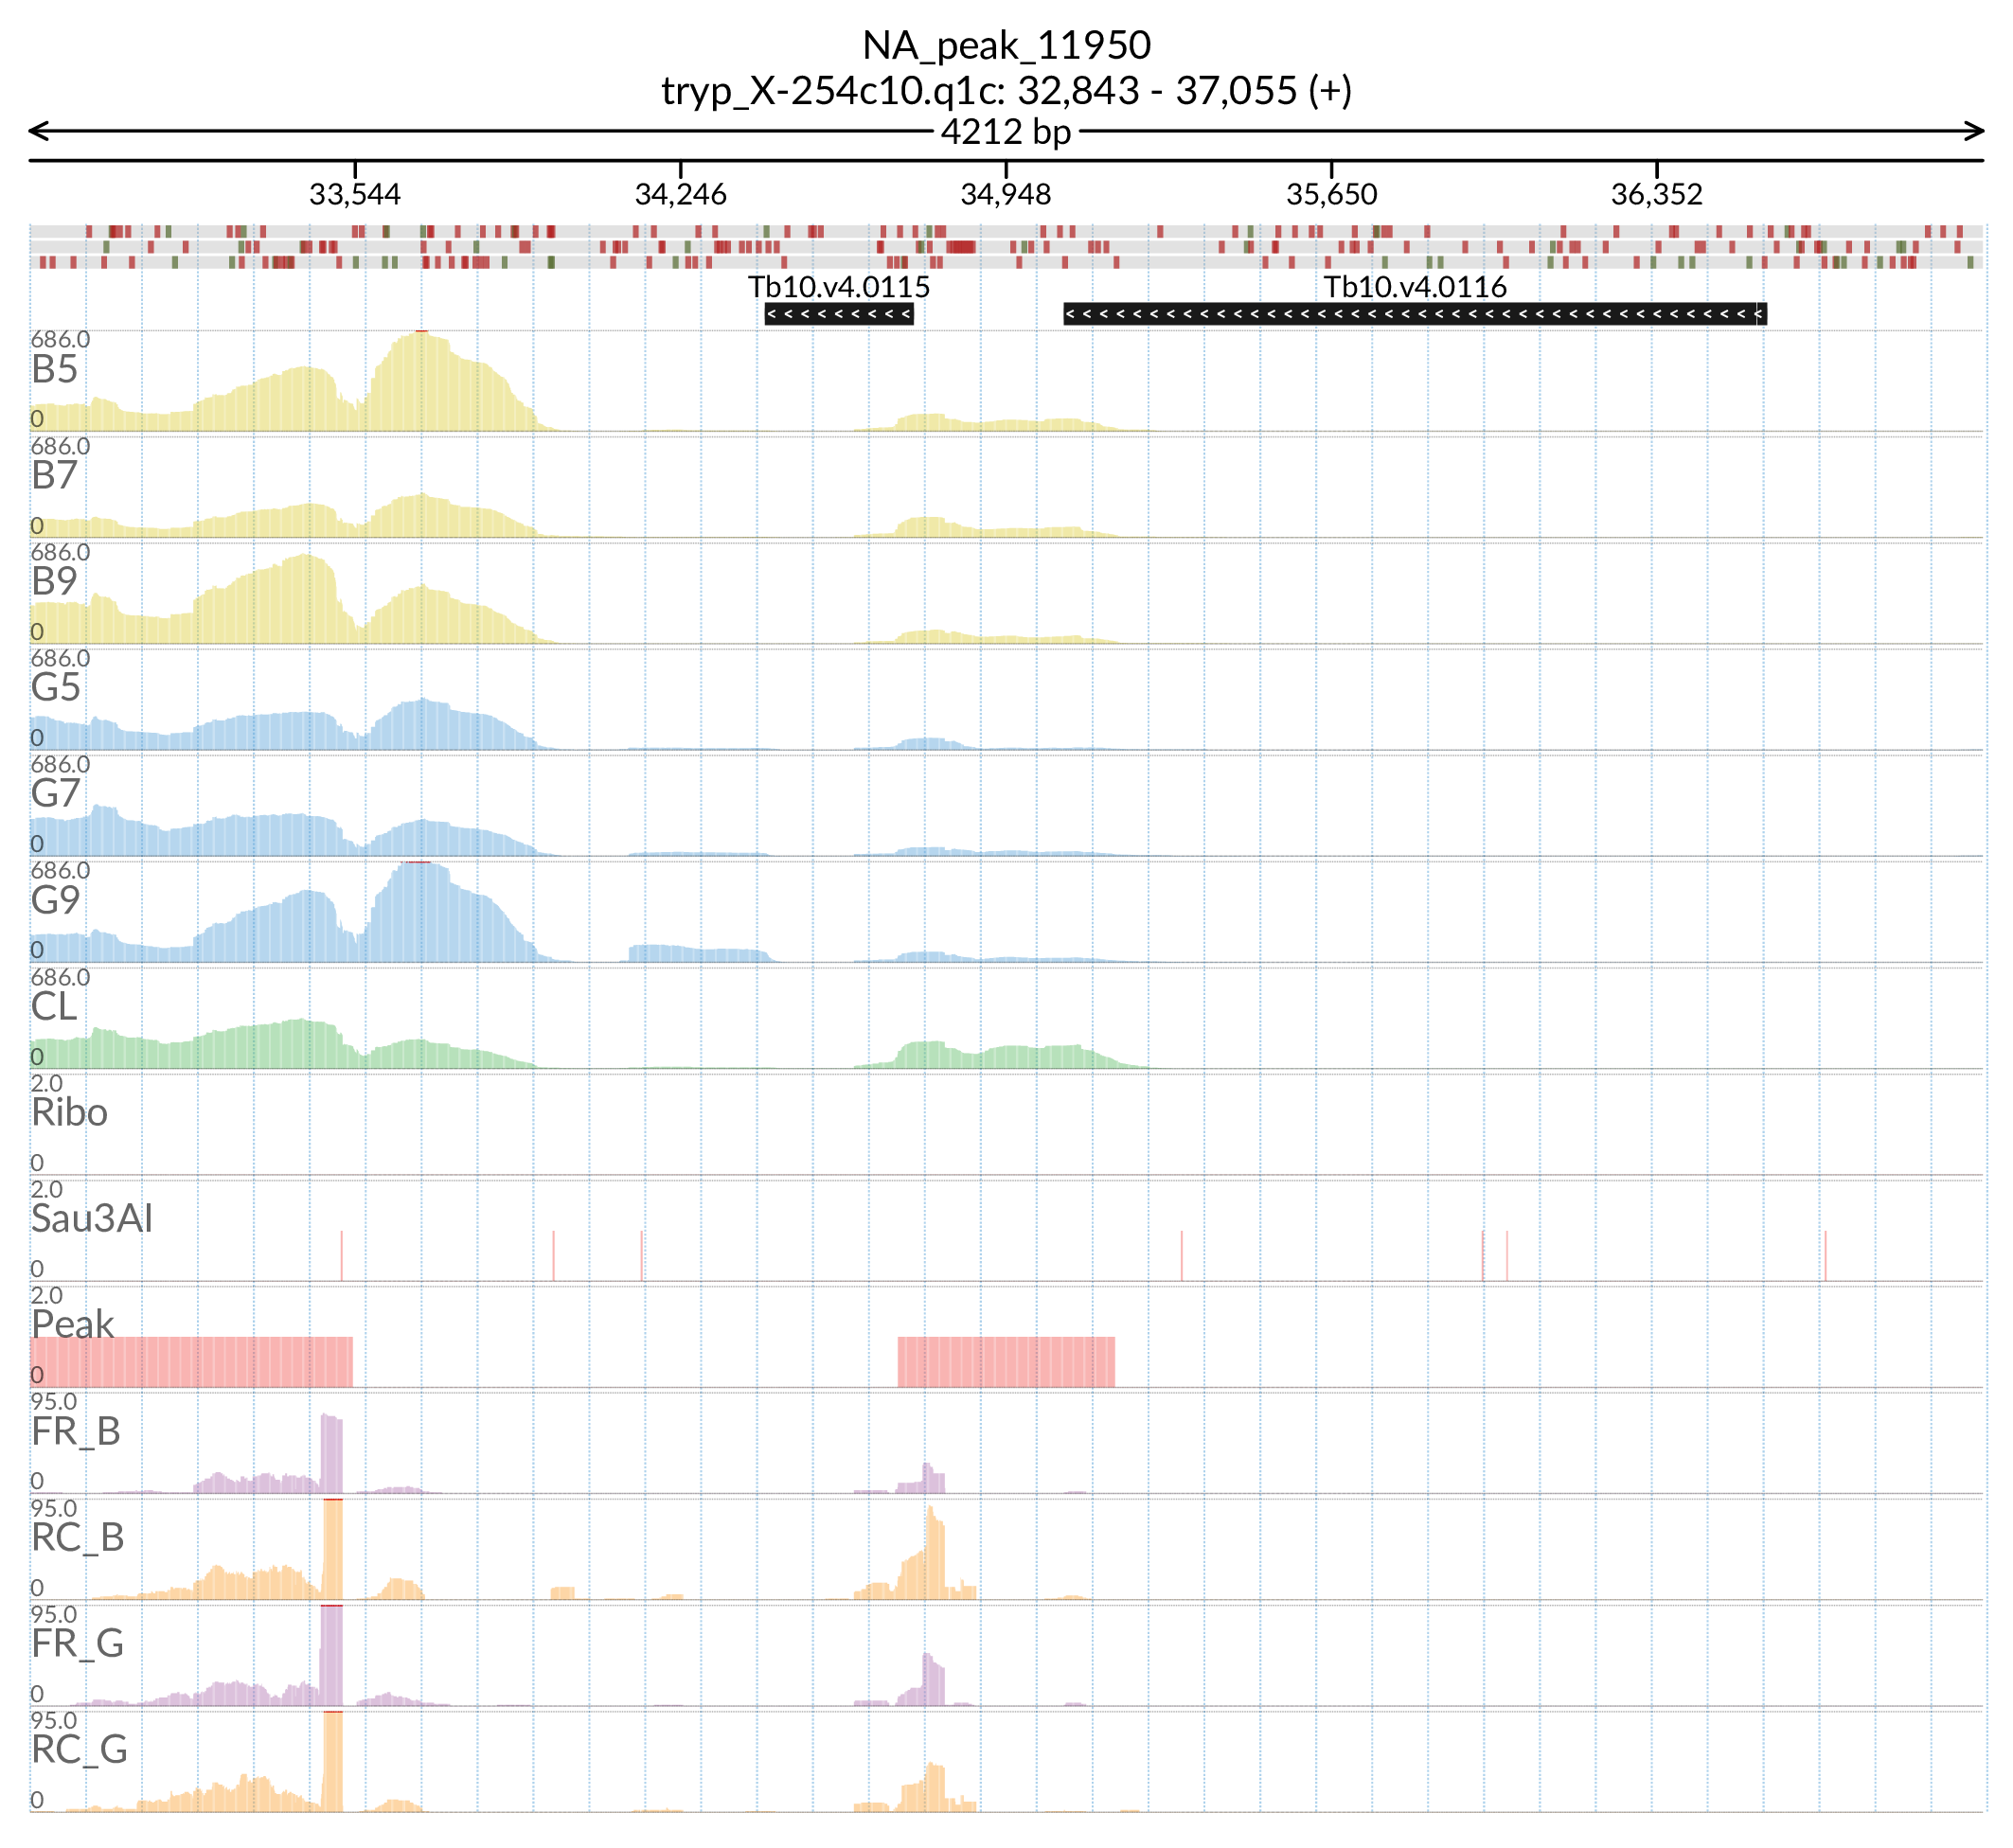 NA_peak_11950
tryp_X-254c10.q1c: 32,843 - 37,055 (+)
4212 bp
33,544 34,246 34,948 35,650 36,352
Tb10.v4.0115 Tb10.v4.0116
686.0
B5
0
686.0
B7
0
686.0
B9
0
686.0
G5
0
686.0
G7
0
686.0
G9
0
686.0
CL
0
2.0
Ribo
0
2.0
Sau3AI
0
2.0
Peak
0
95.0
FR_B
0
95.0
RC_B
0
95.0
FR_G
0
95.0
RC_G
0